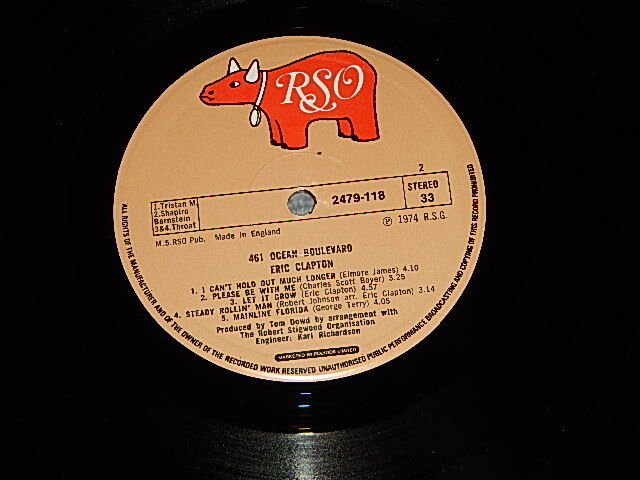 RSO
1.Tristan M.
2.Shapiro
Bernstein
3&4.Throat
M.5.RSO Pub. Made in England
2479-118
2
STEREO
33
℗ 1974 R.S.G.
461 OCEAN BOULEVARD
ERIC CLAPTON
1. I CAN'T HOLD OUT MUCH LONGER (Elmore James) 4.10
2. PLEASE BE WITH ME (Charles Scott Boyer) 3.25
3. LET IT GROW (Eric Clapton) 4.57
4. STEADY ROLLIN' MAN (Robert Johnson arr. Eric Clapton) 3.14
5. MAINLINE FLORIDA (George Terry) 4.05
Produced by Tom Dowd by arrangement with
The Robert Stigwood Organisation
Engineer: Karl Richardson
MARKETED BY POLYDOR LIMITED
ALL RIGHTS OF THE MANUFACTURER AND OF THE OWNER OF THE RECORDED WORK RESERVED UNAUTHORISED PUBLIC PERFORMANCE BROADCASTING AND COPYING OF THIS RECORD PROHIBITED